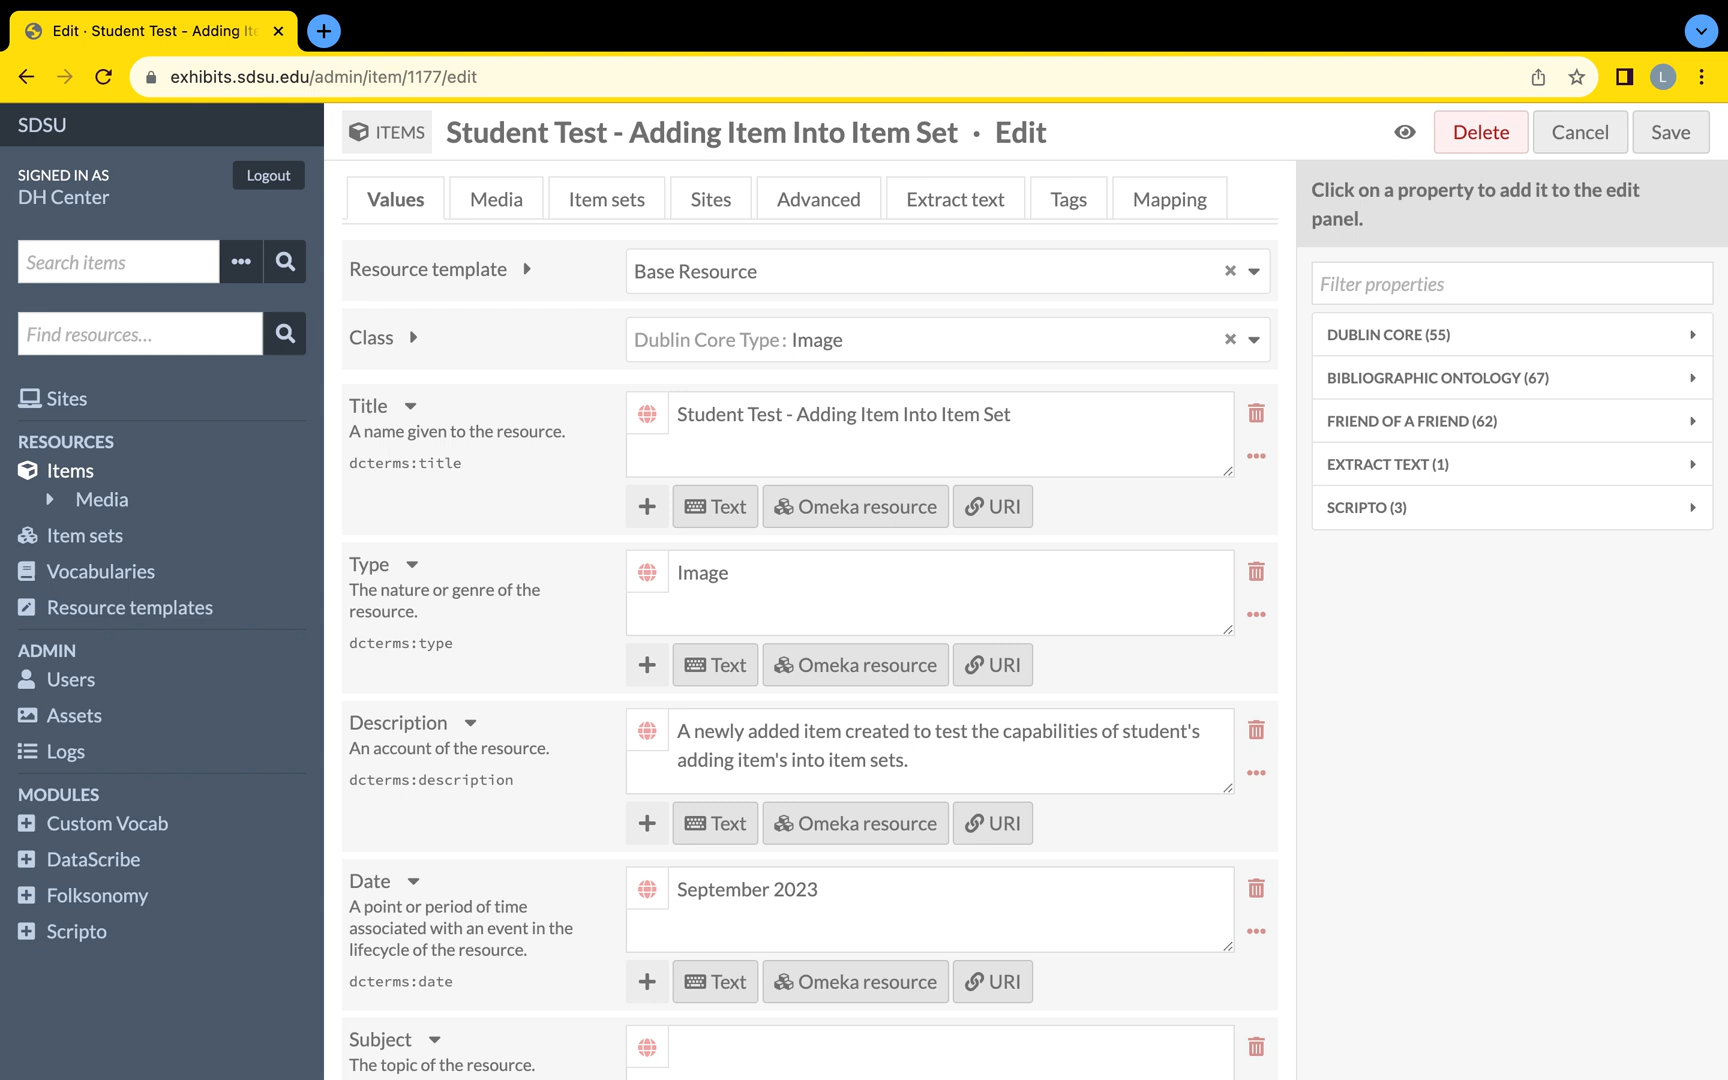 Edit · Student Test - Adding Ite
exhibits.sdsu.edu/admin/item/1177/edit
L
SDSU
SIGNED IN AS
DH Center
Logout
Search items
Find resources...
Sites
RESOURCES
Items
Media
Item sets
Vocabularies
Resource templates
ADMIN
Users
Assets
Logs
MODULES
Custom Vocab
DataScribe
Folksonomy
Scripto
ITEMS
Student Test - Adding Item Into Item Set · Edit
Delete
Cancel
Save
Values
Media
Item sets
Sites
Advanced
Extract text
Tags
Mapping
Resource template
Base Resource
Class
Dublin Core Type: Image
Title
A name given to the resource.
dcterms:title
Student Test - Adding Item Into Item Set
Text
Omeka resource
URI
Type
The nature or genre of the
resource.
dcterms:type
Image
Text
Omeka resource
URI
Description
An account of the resource.
dcterms:description
A newly added item created to test the capabilities of student's
adding item's into item sets.
Text
Omeka resource
URI
Date
A point or period of time
associated with an event in the
lifecycle of the resource.
dcterms:date
September 2023
Text
Omeka resource
URI
Subject
The topic of the resource.
Click on a property to add it to the edit
panel.
Filter properties
DUBLIN CORE (55)
BIBLIOGRAPHIC ONTOLOGY (67)
FRIEND OF A FRIEND (62)
EXTRACT TEXT (1)
SCRIPTO (3)